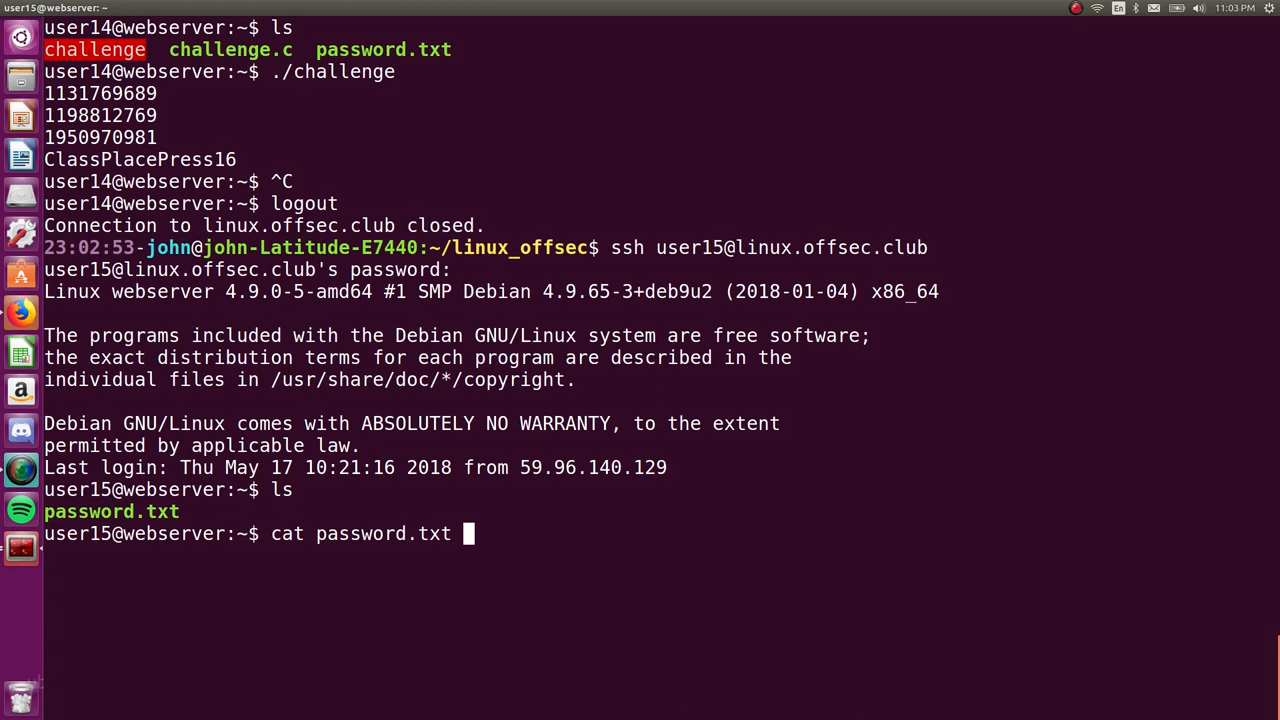 user15@webserver: ~
En
11:03 PM
user14@webserver:~$ ls
challenge  challenge.c  password.txt
user14@webserver:~$ ./challenge
1131769689
1198812769
1950970981
ClassPlacePress16
user14@webserver:~$ ^C
user14@webserver:~$ logout
Connection to linux.offsec.club closed.
23:02:53-john@john-Latitude-E7440:~/linux_offsec$ ssh user15@linux.offsec.club
user15@linux.offsec.club's password:
Linux webserver 4.9.0-5-amd64 #1 SMP Debian 4.9.65-3+deb9u2 (2018-01-04) x86_64
The programs included with the Debian GNU/Linux system are free software;
the exact distribution terms for each program are described in the
individual files in /usr/share/doc/*/copyright.
Debian GNU/Linux comes with ABSOLUTELY NO WARRANTY, to the extent
permitted by applicable law.
Last login: Thu May 17 10:21:16 2018 from 59.96.140.129
user15@webserver:~$ ls
password.txt
user15@webserver:~$ cat password.txt